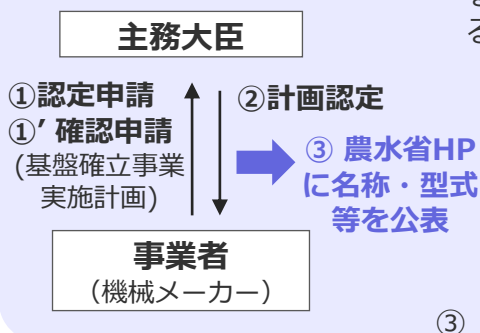 る
主務大臣
①認定申請
①’確認申請
(基盤確立事業
実施計画)
②計画認定
③ 農水省HP
に名称・型式
等を公表
事業者
（機械メーカー）
③